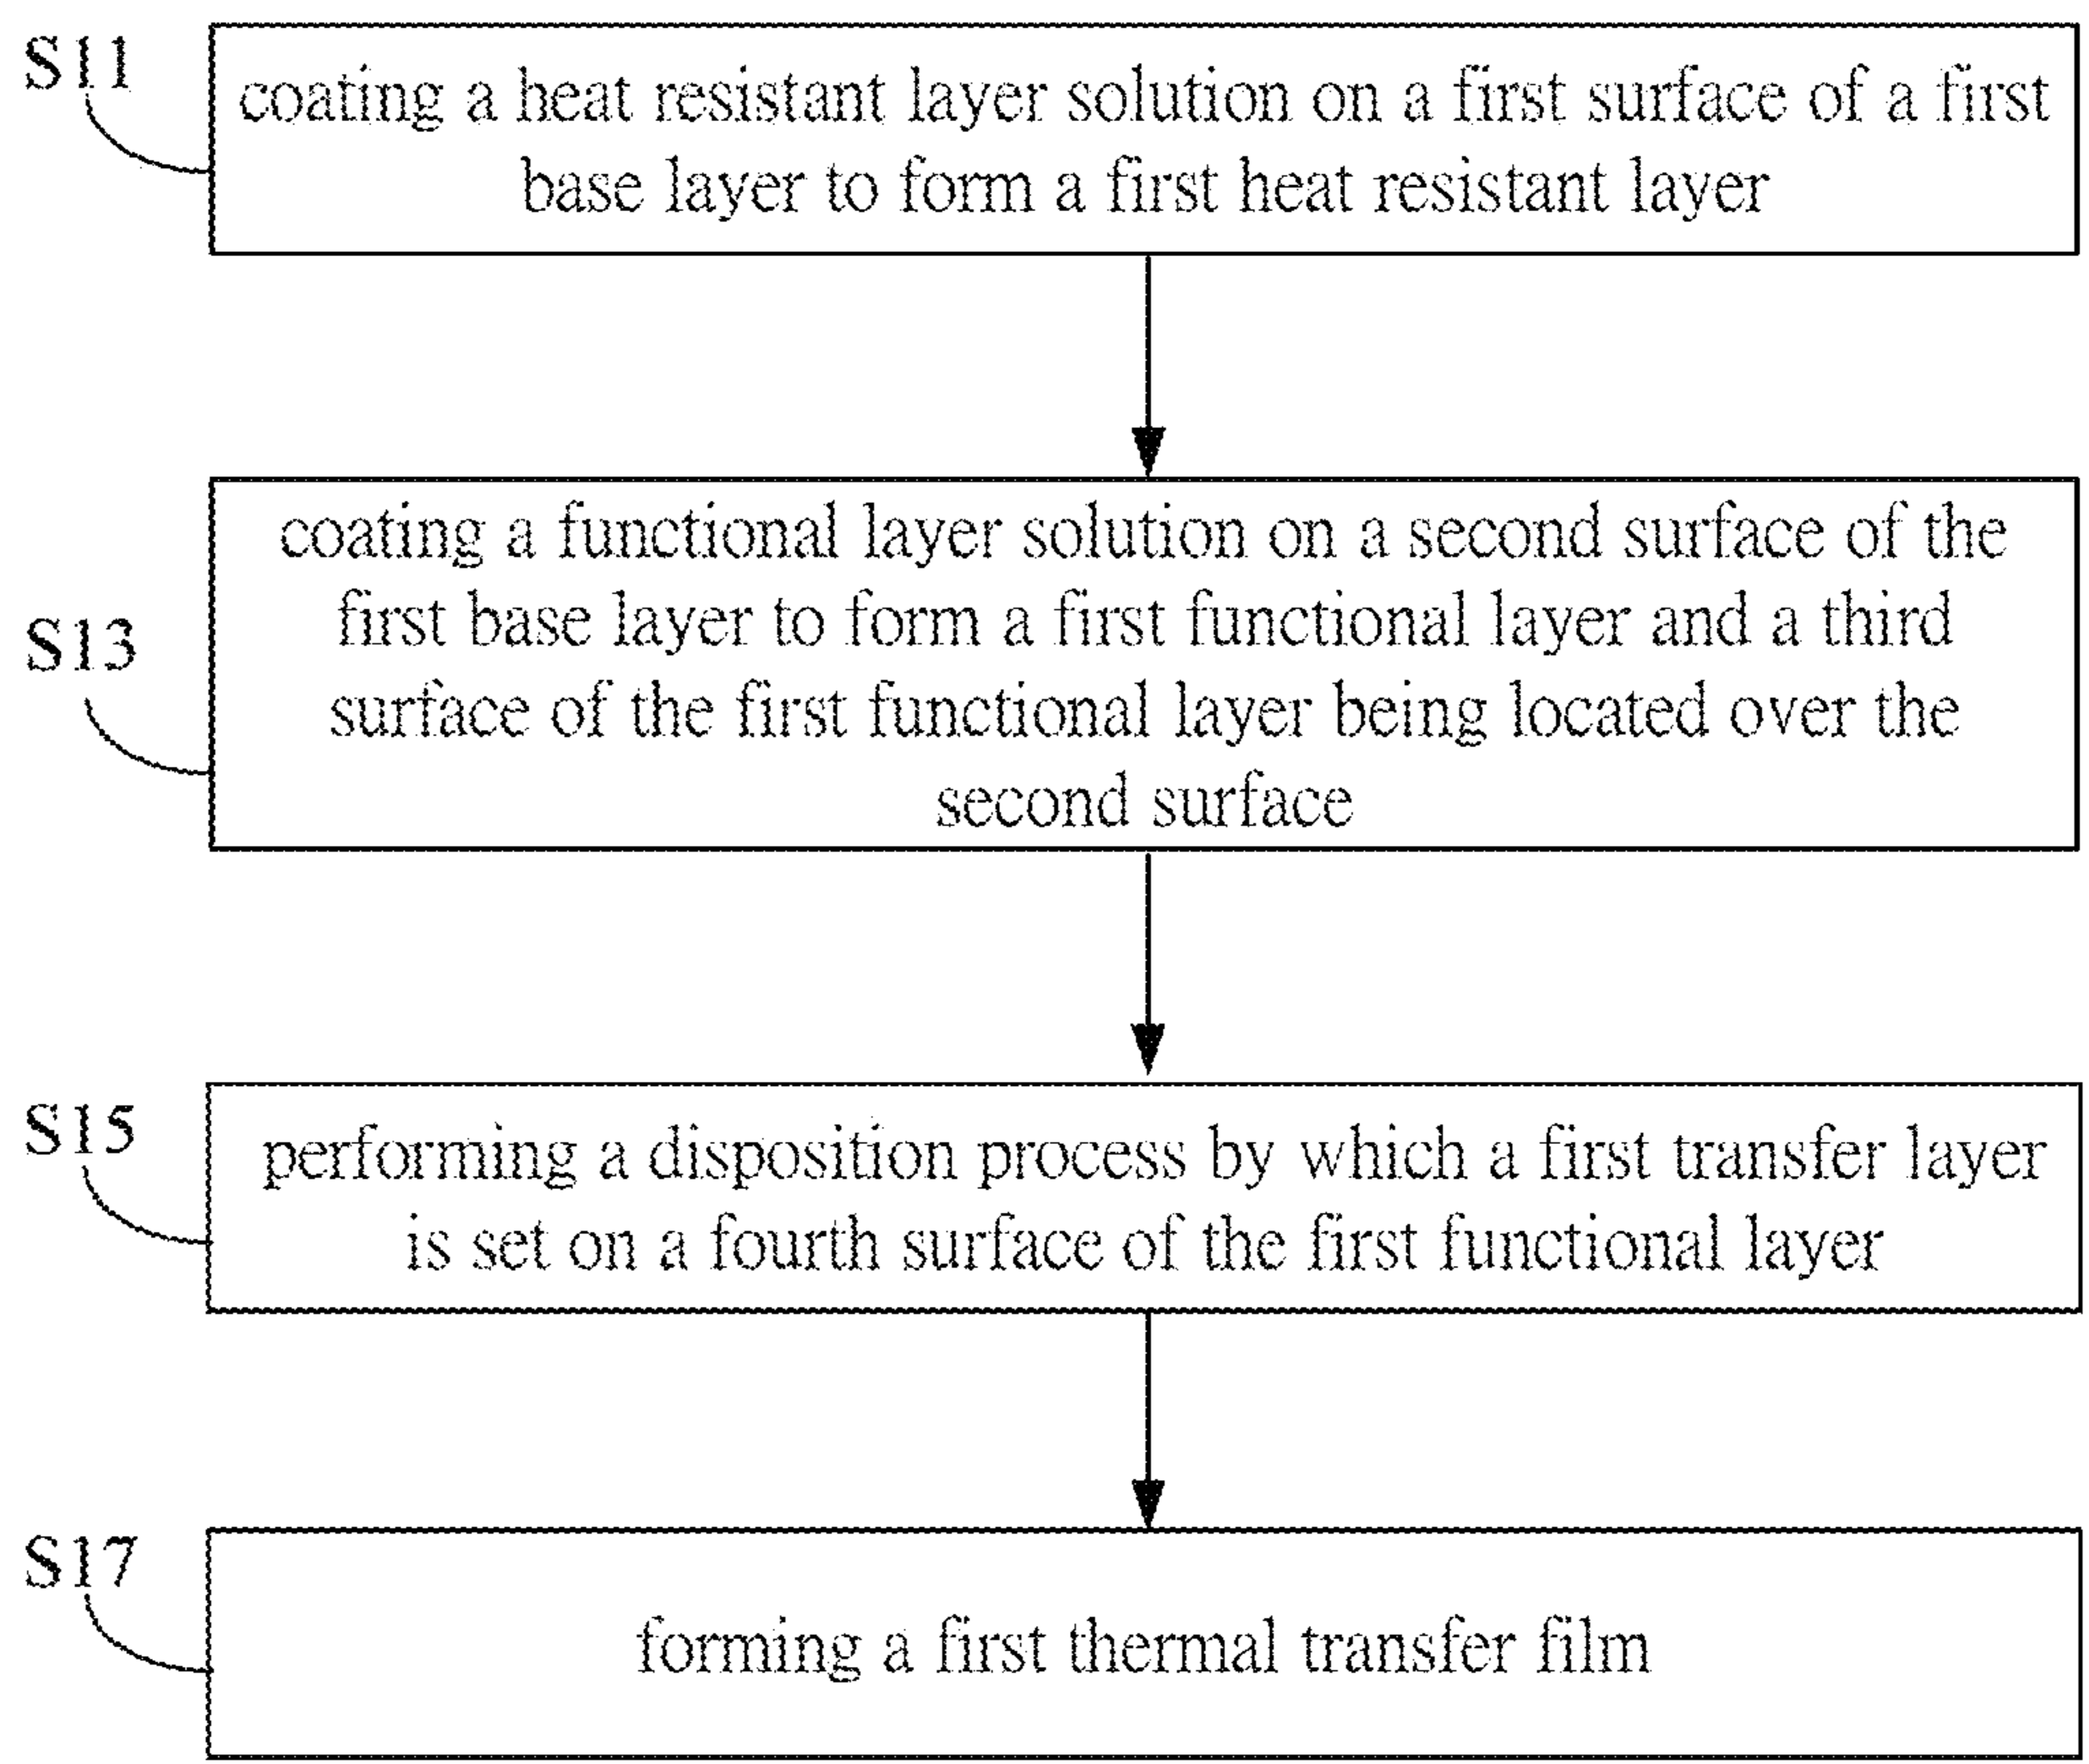 S11
coating a heat resistant layer solution on a first surface of a first
base layer to form a first heat resistant layer
coating a functional layer solution on a second surface of the
first base layer to form a first functional layer and a third
S13
surface of the first functional layer being located over the
second surface
S15
performing a disposition process by which a first transfer layer
is set on a fourth surface of the first functional layer
S17
forming a first thermal transfer film